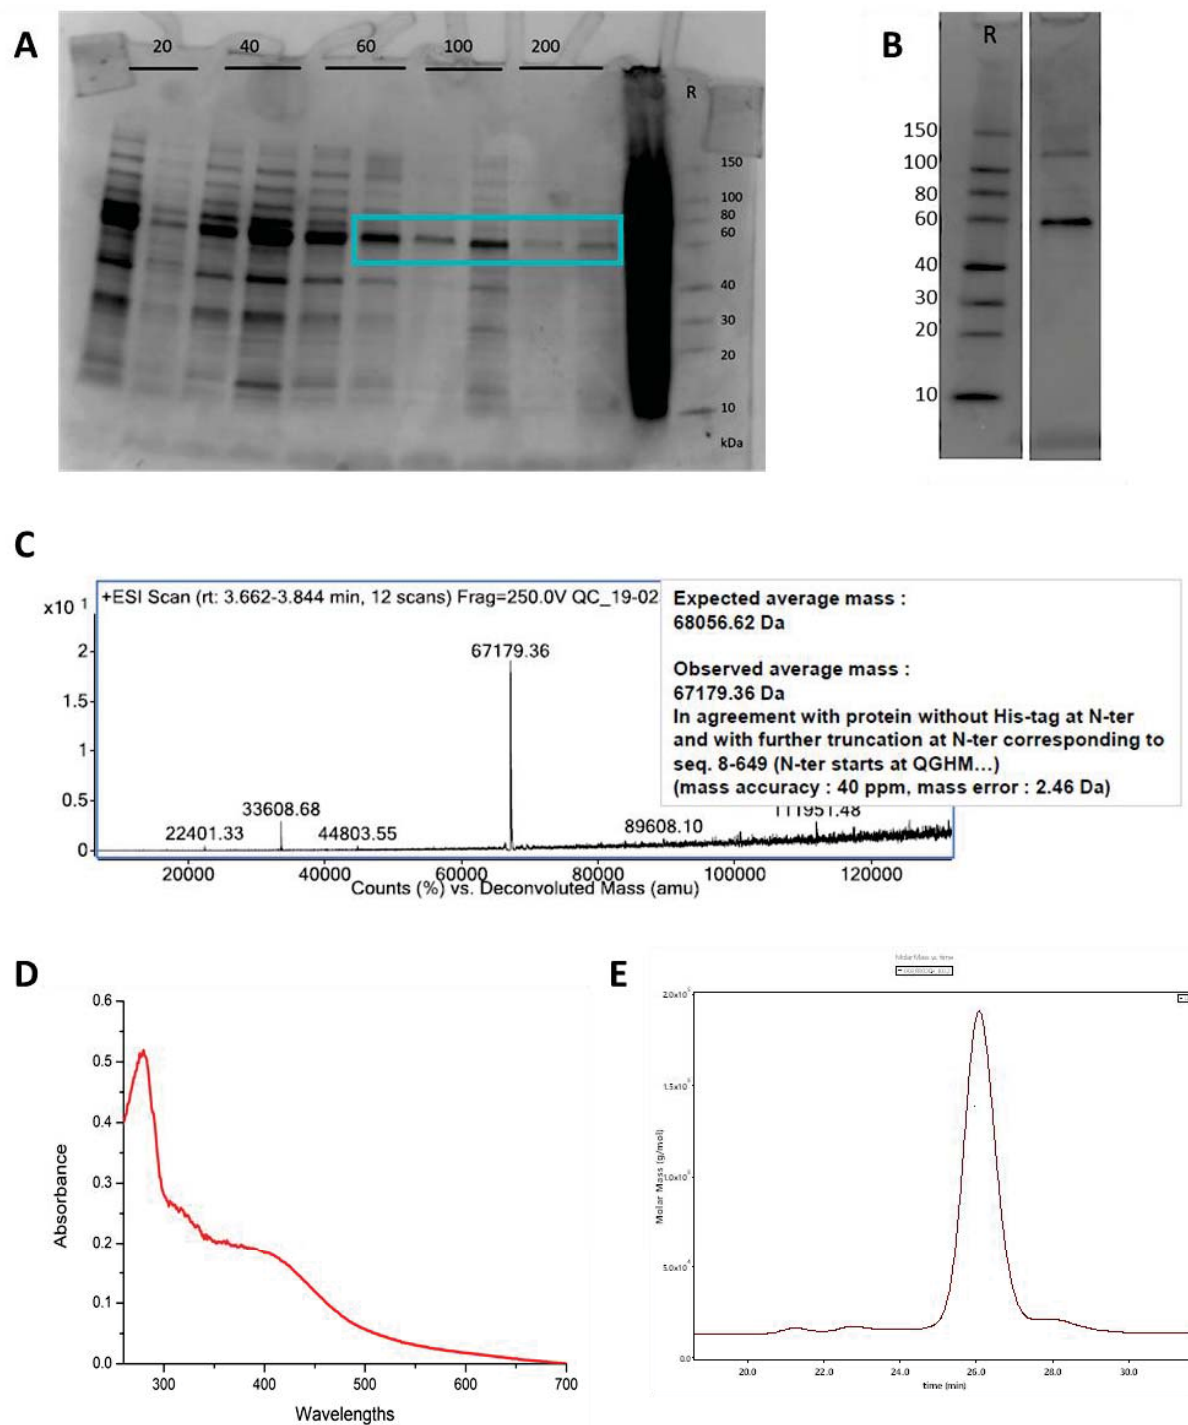 A
20 40 60 100 200
R
150
100
80
60
40
30
20
10
kDa
B
R
150
100
80
60
40
30
20
10
C
x10 1
+ESI Scan (rt: 3.662-3.844 min, 12 scans) Frag=250.0V QC_19-02
Expected average mass :
68056.62 Da
Observed average mass :
67179.36 Da
In agreement with protein without His-tag at N-ter
and with further truncation at N-ter corresponding to
seq. 8-649 (N-ter starts at QGHM...)
(mass accuracy : 40 ppm, mass error : 2.46 Da)
2
1.5
1
0.5
0
67179.36
22401.33
33608.68
44803.55
89608.10
111951.48
20000 40000 60000 80000 100000 120000
Counts (%) vs. Deconvoluted Mass (amu)
D
0.6
0.5
0.4
0.3
0.2
0.1
0.0
Absorbance
300 400 500 600 700
Wavelengths
E
Molar Mass vs. time
Molar Mass (g/mol)
0.0
20.0 22.0 24.0 26.0 28.0 30.0
time (min)